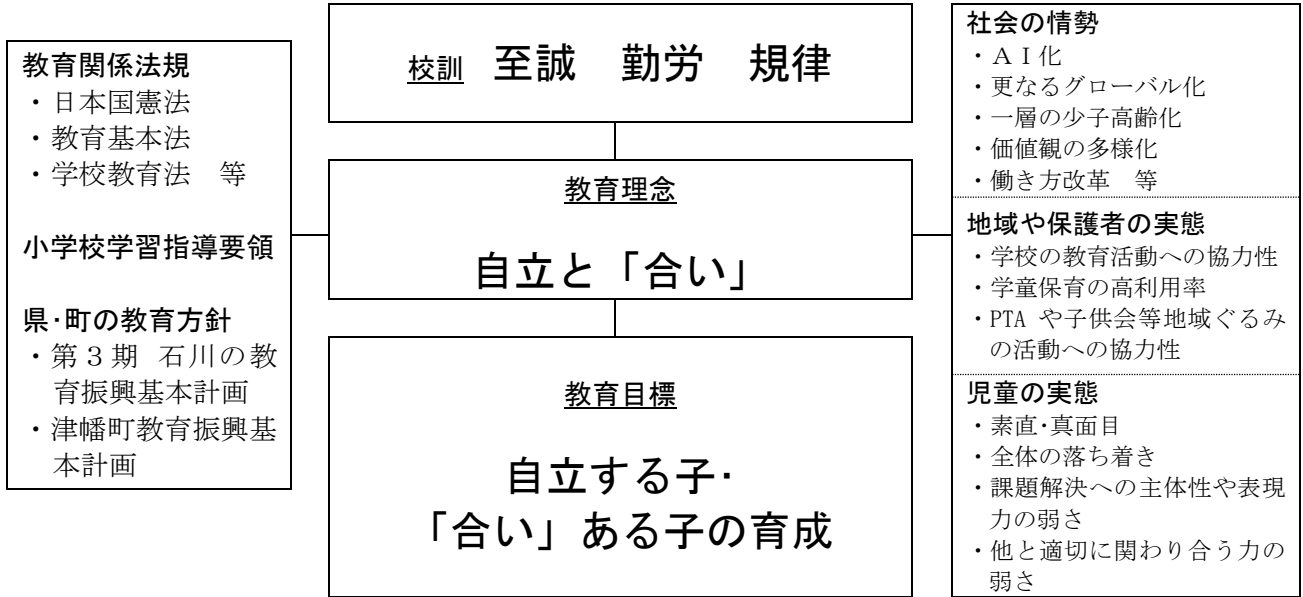 教育関係法規
・日本国憲法
・教育基本法
・学校教育法　等
小学校学習指導要領
県・町の教育方針
・第３期 石川の教
育振興基本計画
・津幡町教育振興基
本計画
校訓 至誠　勤労　規律
教育理念
自立と「合い」
教育目標
自立する子・
「合い」ある子の育成
社会の情勢
・ＡＩ化
・更なるグローバル化
・一層の少子高齢化
・価値観の多様化
・働き方改革　等
地域や保護者の実態
・学校の教育活動への協力性
・学童保育の高利用率
・PTA や子供会等地域ぐるみ
の活動への協力性
児童の実態
・素直・真面目
・全体の落ち着き
・課題解決への主体性や表現
力の弱さ
・他と適切に関わり合う力の
弱さ